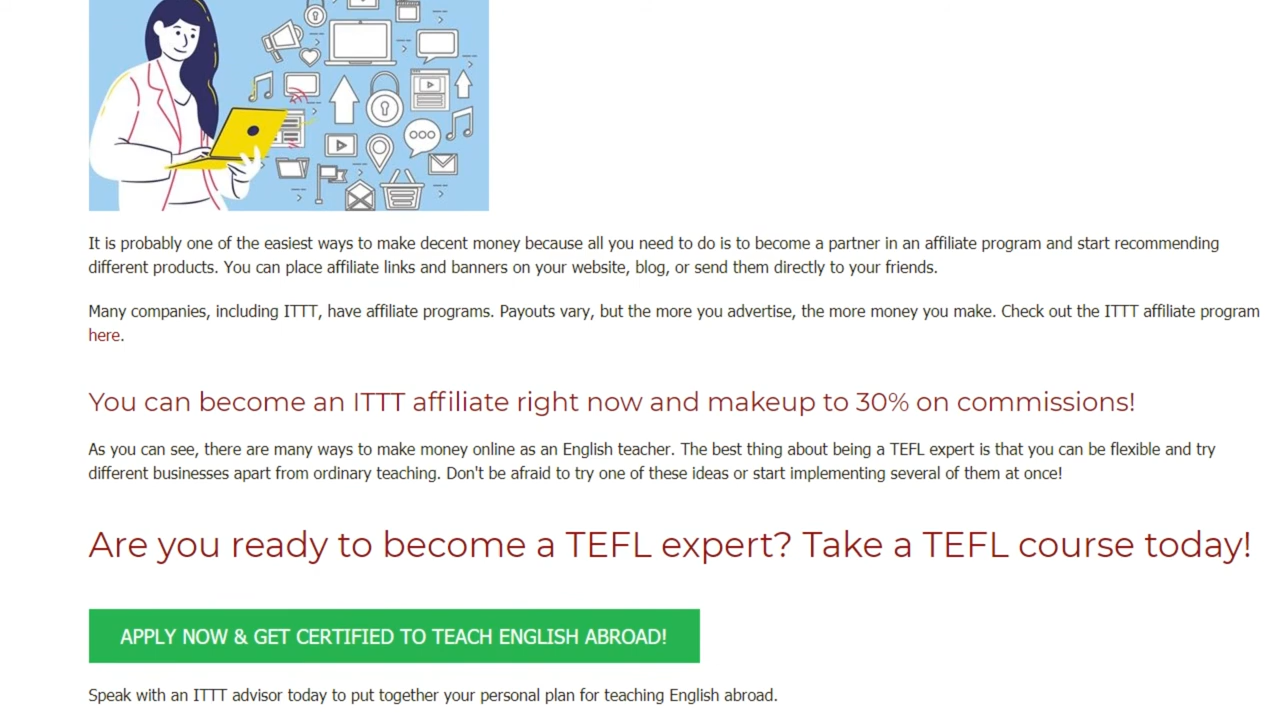 It is probably one of the easiest ways to make decent money because all you need to do is to become a partner in an affiliate program and start recommending
different products. You can place affiliate links and banners on your website, blog, or send them directly to your friends.
Many companies, including ITTT, have affiliate programs. Payouts vary, but the more you advertise, the more money you make. Check out the ITTT affiliate program
here.
You can become an ITTT affiliate right now and makeup to 30% on commissions!
As you can see, there are many ways to make money online as an English teacher. The best thing about being a TEFL expert is that you can be flexible and try
different businesses apart from ordinary teaching. Don't be afraid to try one of these ideas or start implementing several of them at once!
Are you ready to become a TEFL expert? Take a TEFL course today!
APPLY NOW & GET CERTIFIED TO TEACH ENGLISH ABROAD!
Speak with an ITTT advisor today to put together your personal plan for teaching English abroad.